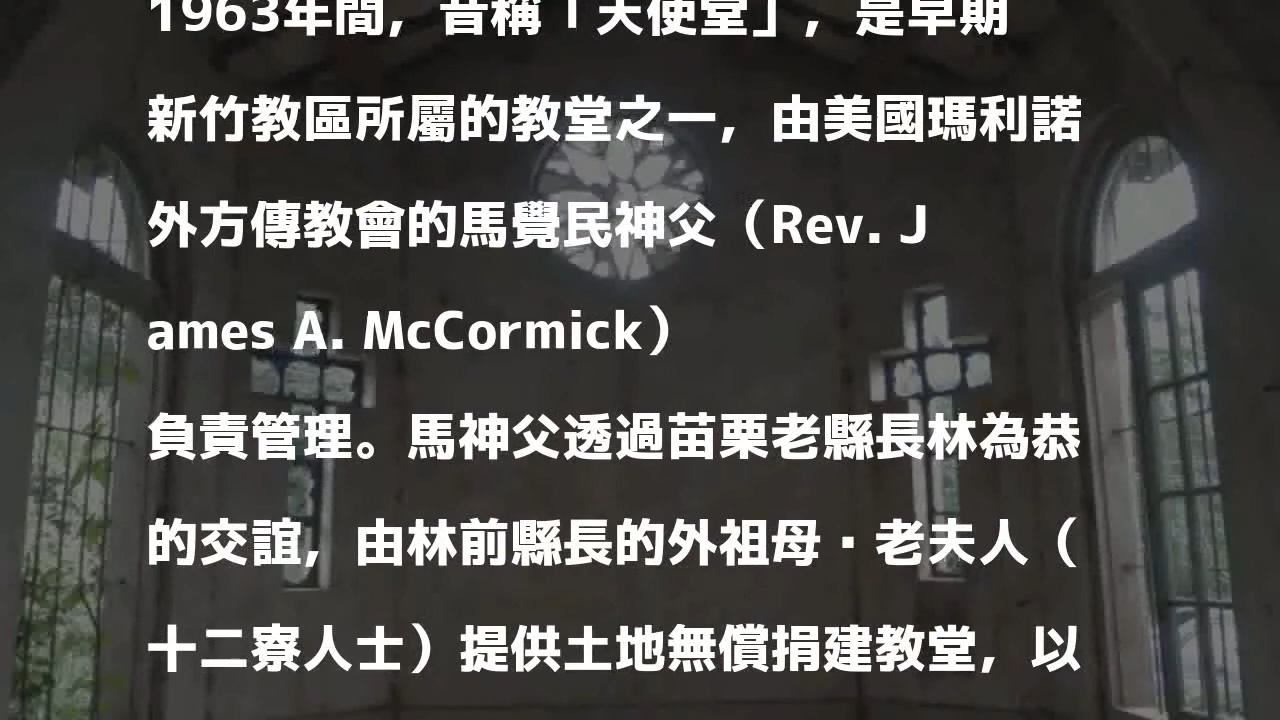 1963年間，昔稱「天使堂」，是早期
新竹教區所屬的教堂之一，由美國瑪利諾
外方傳教會的馬覺民神父（Rev. J
ames A. McCormick）
負責管理。馬神父透過苗栗老縣長林為恭
的交誼，由林前縣長的外祖母·老夫人（
十二寮人士）提供土地無償捐建教堂，以